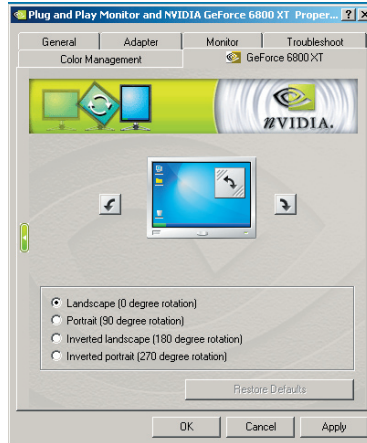 Plug and Play Monitor and NVIDIA GeForce 6800 XT Proper...
General Adapter Monitor Troubleshoot
Color Management GeForce 6800 XT
nVIDIA.
Landscape (0 degree rotation)
Portrait (90 degree rotation)
Inverted landscape (180 degree rotation)
Inverted portrait (270 degree rotation)
Restore Defaults
OK Cancel Apply